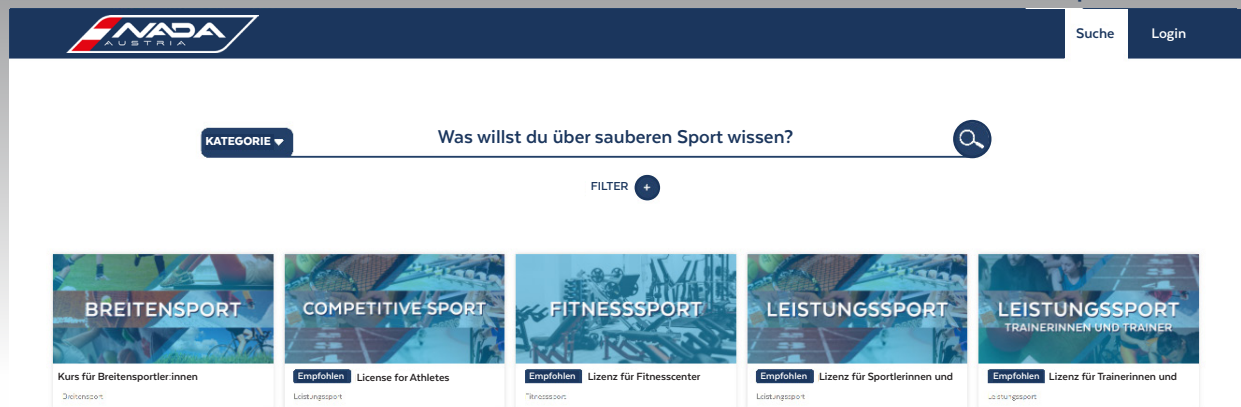 NADA
AUSTRIA
Suche
Login
KATEGORIE
Was willst du über sauberen Sport wissen?
FILTER +
BREITENSPORT
COMPETITIVE SPORT
FITNESSSPORT
LEISTUNGSSPORT
LEISTUNGSSPORT
TRAINERINNEN UND TRAINER
Kurs für Breitensportler:innen
Empfohlen License for Athletes
Empfohlen Lizenz für Fitnesscenter
Empfohlen Lizenz für Sportlerinnen und
Empfohlen Lizenz für Trainerinnen und
Breitensport
Leistungssport
Fitnesssport
Leistungssport
Leistungssport